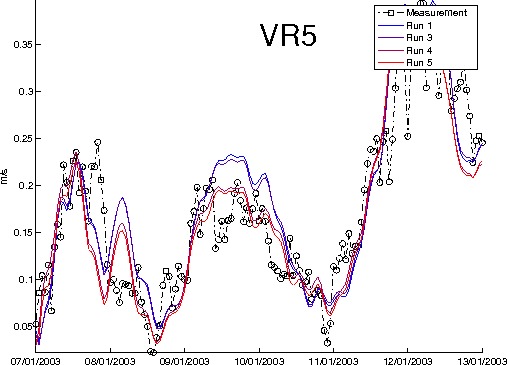 VR5
Measurement
Run 1
Run 3
Run 4
Run 5
0.35
0.3
0.25
0.2
0.15
0.1
0.05
m/s
07/01/2003 08/01/2003 09/01/2003 10/01/2003 11/01/2003 12/01/2003 13/01/2003